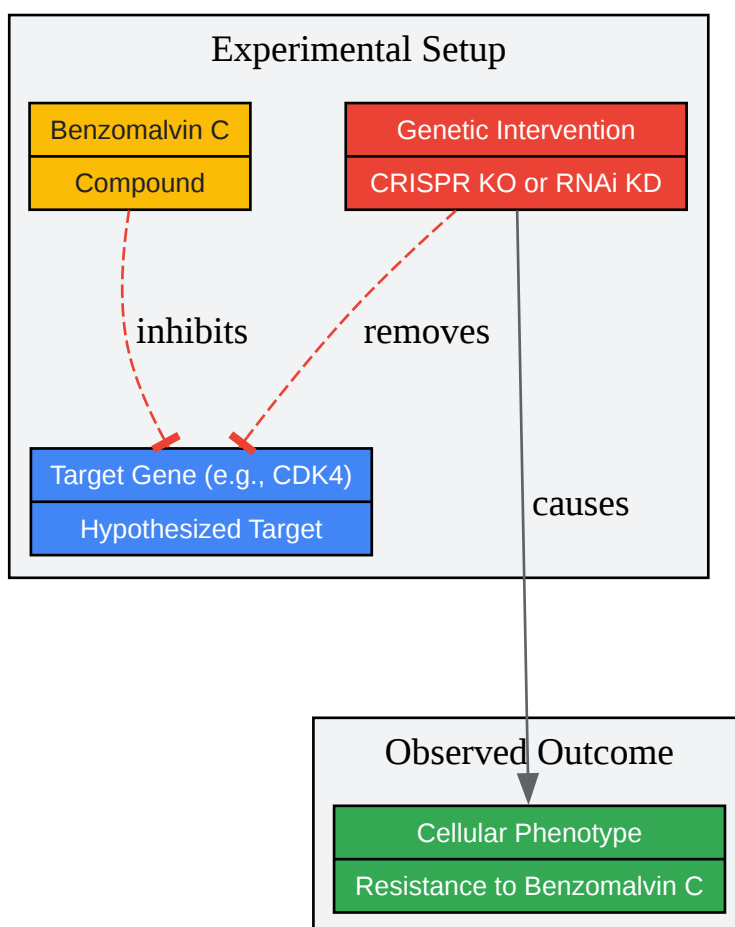 Experimental Setup
Benzomalvin C
Compound
Genetic Intervention
CRISPR KO or RNAi KD
inhibits
removes
Target Gene (e.g., CDK4)
Hypothesized Target
causes
Observed Outcome
Cellular Phenotype
Resistance to Benzomalvin C